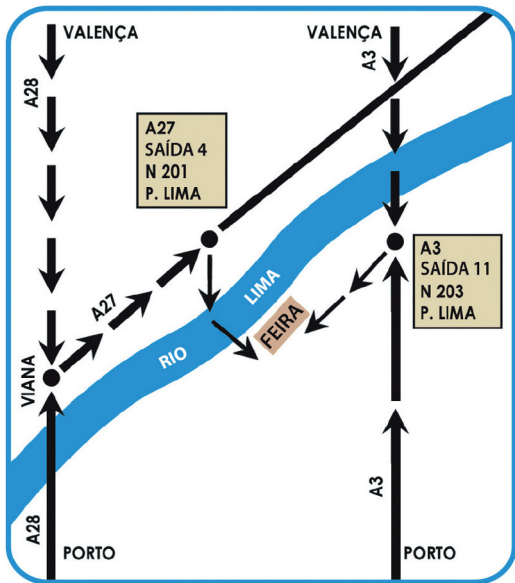 VALENÇA
VALENÇA
A28
A3
A27
SAÍDA 4
N 201
P. LIMA
A3
SAÍDA 11
N 203
P. LIMA
A27
LIMA
FEIRA
RIO
VIANA
A28
A3
PORTO
PORTO